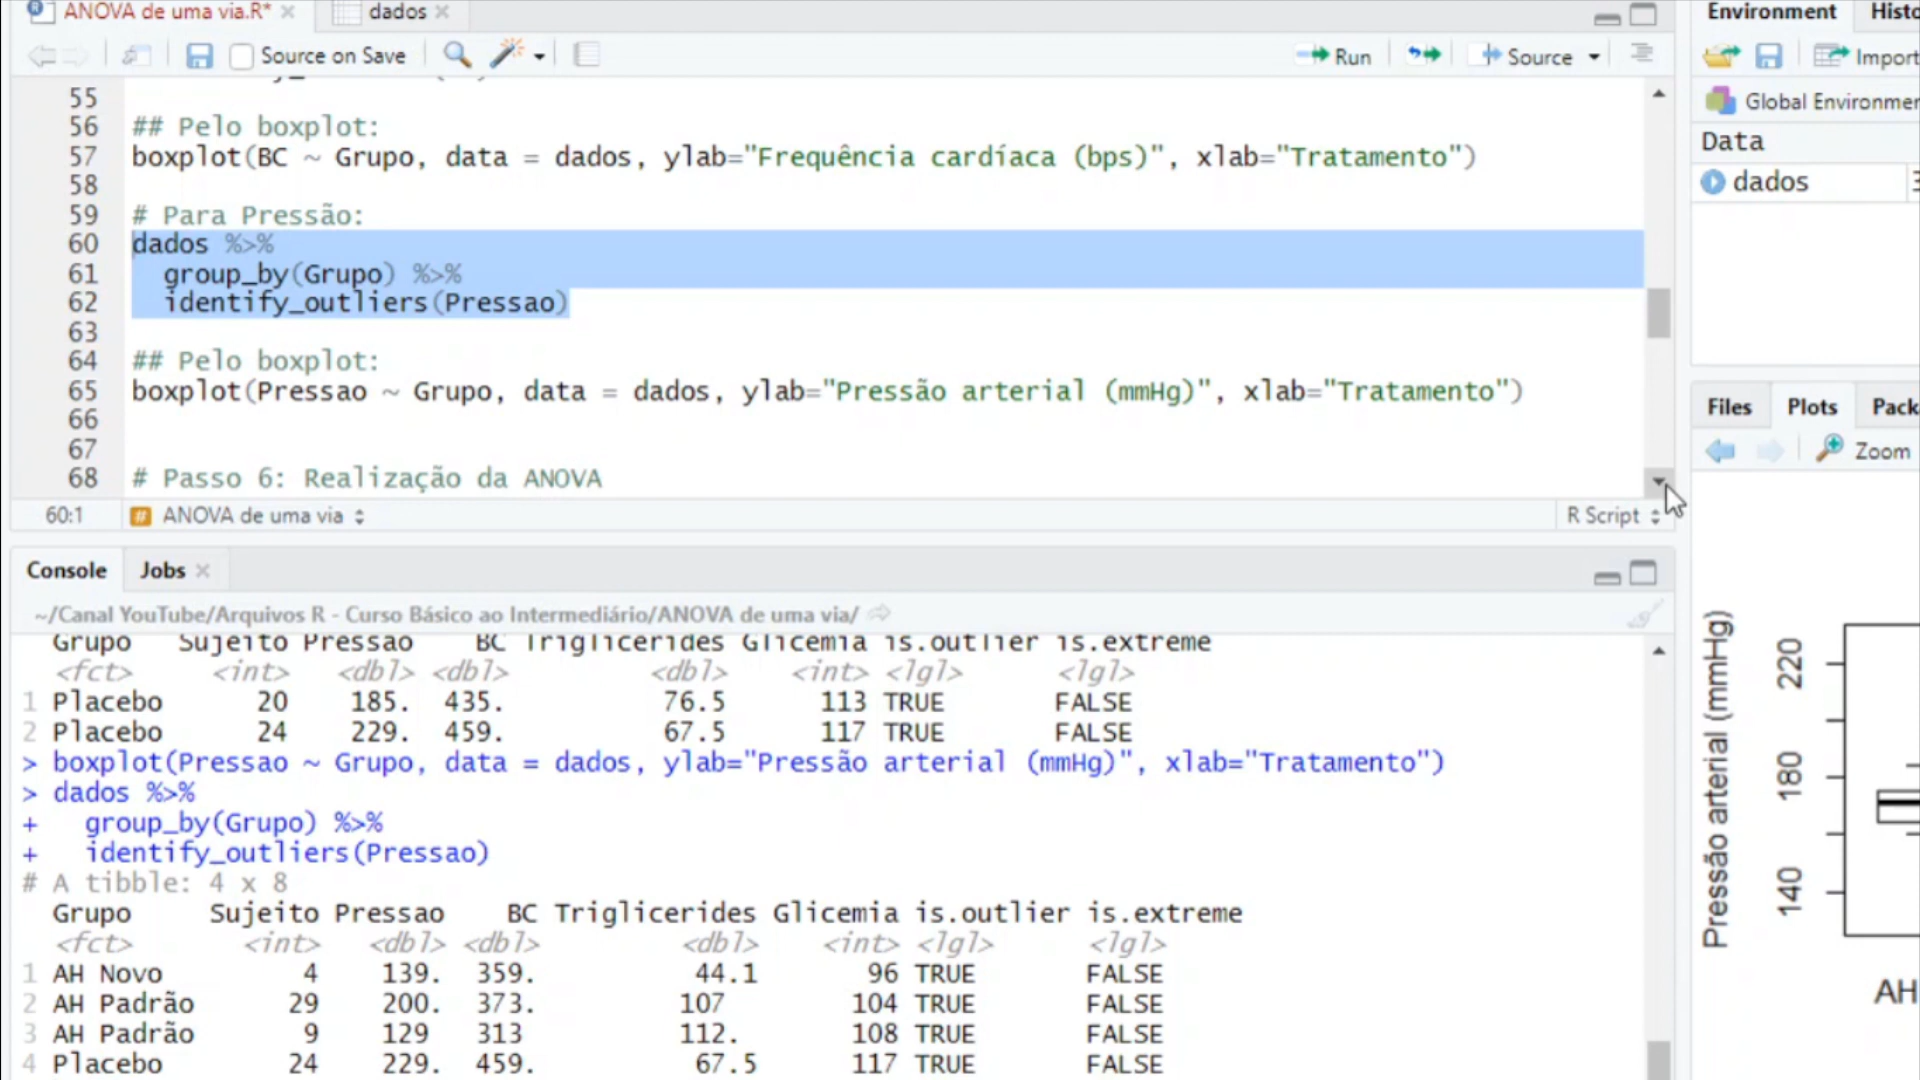 ANOVA de uma via.R*
dados
Source on Save
Run
Source
55
56 ## Pelo boxplot:
57 boxplot(BC ~ Grupo, data = dados, ylab="Frequência cardíaca (bps)", xlab="Tratamento")
58
59 # Para Pressão:
60 dados %>%
61 group_by(Grupo) %>%
62 identify_outliers(Pressao)
63
64 ## Pelo boxplot:
65 boxplot(Pressao ~ Grupo, data = dados, ylab="Pressão arterial (mmHg)", xlab="Tratamento")
66
67
68 # Passo 6: Realização da ANOVA
60:1 ANOVA de uma via R Script
Console Jobs
~/Canal YouTube/Arquivos R - Curso Básico ao Intermediário/ANOVA de uma via/
Grupo Sujeito Pressao BC Triglicerides Glicemia is.outlier is.extreme
<fct> <int> <dbl> <dbl> <dbl> <int> <lgl> <lgl>
1 Placebo 20 185. 435. 76.5 113 TRUE FALSE
2 Placebo 24 229. 459. 67.5 117 TRUE FALSE
> boxplot(Pressao ~ Grupo, data = dados, ylab="Pressão arterial (mmHg)", xlab="Tratamento")
> dados %>%
+ group_by(Grupo) %>%
+ identify_outliers(Pressao)
# A tibble: 4 x 8
Grupo Sujeito Pressao BC Triglicerides Glicemia is.outlier is.extreme
<fct> <int> <dbl> <dbl> <dbl> <int> <lgl> <lgl>
1 AH Novo 4 139. 359. 44.1 96 TRUE FALSE
2 AH Padrão 29 200. 373. 107 104 TRUE FALSE
3 AH Padrão 9 129 313 112. 108 TRUE FALSE
4 Placebo 24 229. 459. 67.5 117 TRUE FALSE
Environment Histo
Import
Global Environmer
Data
dados 3
Files Plots Pack
Zoom
Pressão arterial (mmHg)
220
180
140
AH